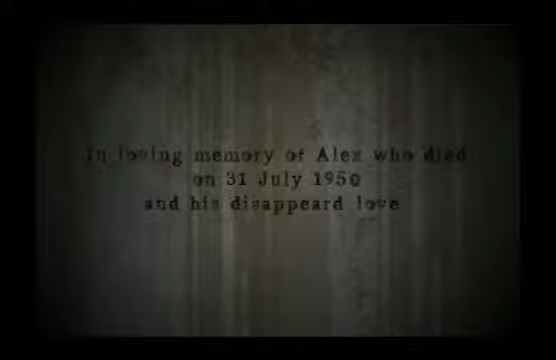 In loving memory of Alex who died
on 31 July 1950
and his disappeard love